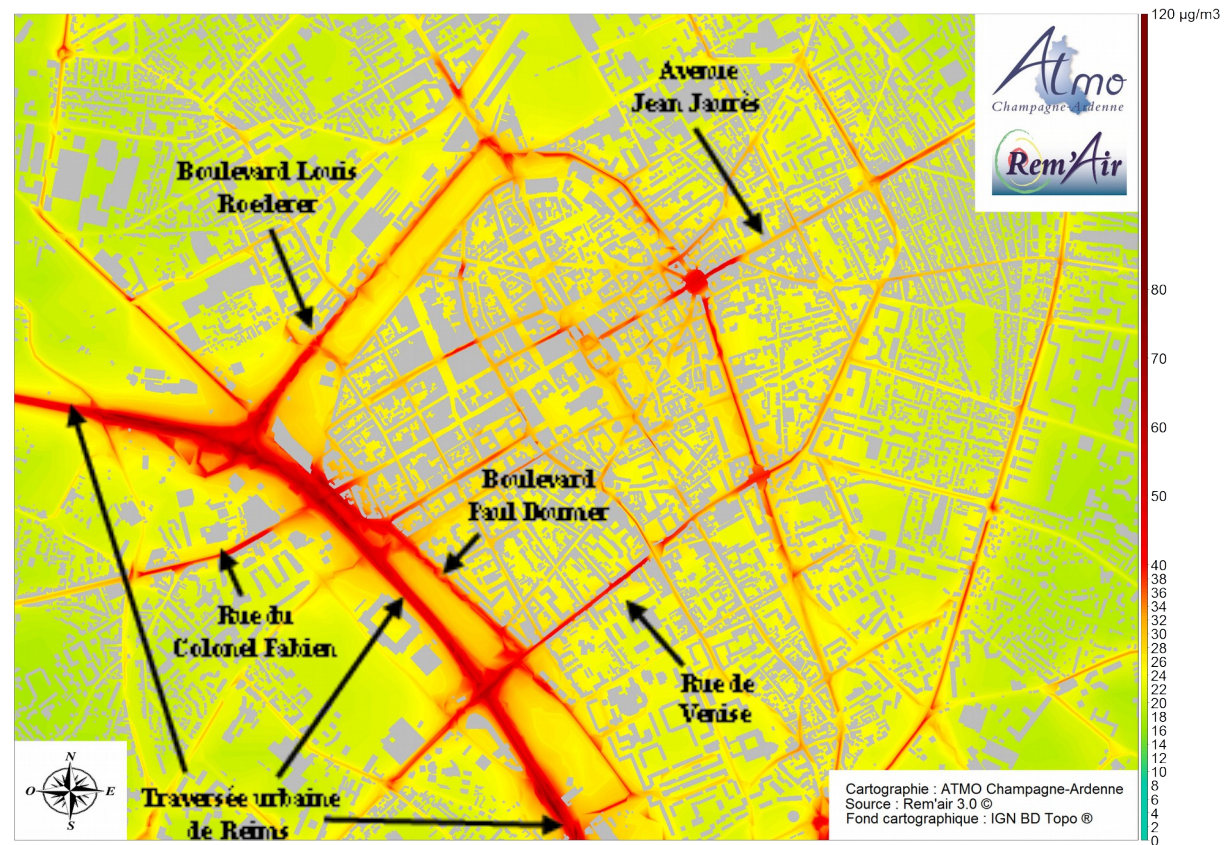 120 µg/m3
Atmo
Champagne-Ardenne
Rem'Air
Avenue
Jean Jaurès
Boulevard Louis
Roederer
Boulevard
Paul Doumer
Rue du
Colonel Fabien
Rue de
Venise
Traversée urbaine
de Reims
N
O
E
S
Cartographie : ATMO Champagne-Ardenne
Source : Rem'air 3.0 ©
Fond cartographique : IGN BD Topo ®
80
70
60
50
40
38
36
34
32
30
28
26
24
22
20
18
16
14
12
10
8
6
4
2
0